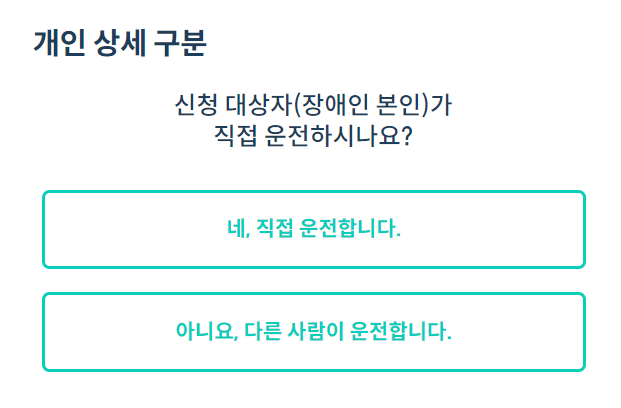 개인 상세 구분
신청 대상자(장애인 본인)가
직접 운전하시나요?
네, 직접 운전합니다.
아니요, 다른 사람이 운전합니다.